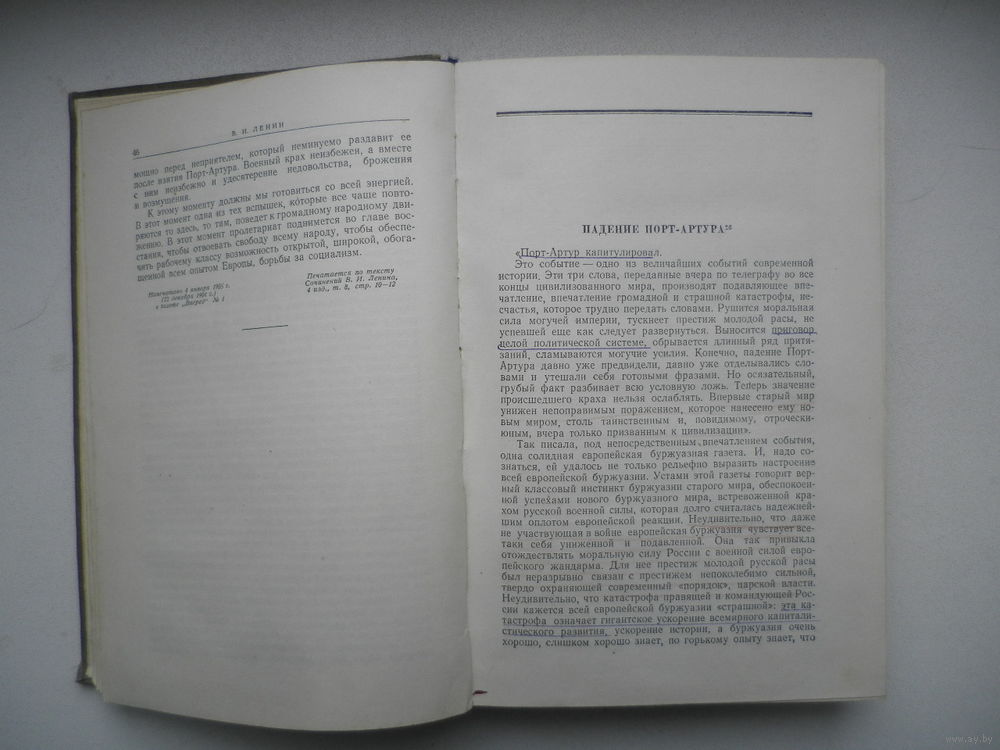 46
В. И. ЛЕНИН
мощно перед неприятелем, который неминуемо раздавит ее
после взятия Порт-Артура. Военный крах неизбежен, а вместе
с ним неизбежно и удесятерение недовольства, брожения
и возмущения.
К этому моменту должны мы готовиться со всей энергией.
В этот момент одна из тех вспышек, которые все чаще повто-
ряются то здесь, то там, поведет к громадному народному дви-
жению. В этот момент пролетариат поднимется во главе вос-
стания, чтобы отвоевать свободу всему народу, чтобы обеспе-
чить рабочему классу возможность открытой, широкой, обога-
щенной всем опытом Европы, борьбы за социализм.
Напечатано 4 января 1905 г.
(22 декабря 1904 г.)
в газете „Вперед“ № 1
Печатается по тексту
Сочинений В. И. Ленина,
4 изд., т. 8, стр. 10—12
ПАДЕНИЕ ПОРТ-АРТУРА
«Порт-Артур капитулировал.
Это событие — одно из величайших событий современной
истории. Эти три слова, переданные вчера по телеграфу во все
концы цивилизованного мира, производят подавляющее впе-
чатление, впечатление громадной и страшной катастрофы, не-
счастья, которое трудно передать словами. Рушится моральная
сила могучей империи, тускнеет престиж молодой расы, не
успевшей еще как следует развернуться. Выносится приговор
целой политической системе, обрывается длинный ряд притя-
заний, сламываются могучие усилия. Конечно, падение Порт-
Артура давно уже предвидели, давно уже отделывались сло-
вами и утешали себя готовыми фразами. Но осязательный,
грубый факт разбивает всю условную ложь. Теперь значение
происшедшего краха нельзя ослаблять. Впервые старый мир
унижен непоправимым поражением, которое нанесено ему но-
вым миром, столь таинственным и, повидимому, отрочески-
юным, вчера только призванным к цивилизации».
Так писала, под непосредственным впечатлением события,
одна солидная европейская буржуазная газета. И, надо со-
знаться, ей удалось не только рельефно выразить настроение
всей европейской буржуазии. Устами этой газеты говорит вер-
ный классовый инстинкт буржуазии старого мира, обеспокоен-
ной успехами нового буржуазного мира, встревоженной кра-
хом русской военной силы, которая долго считалась надежней-
шим оплотом европейской реакции. Неудивительно, что даже
не участвующая в войне европейская буржуазия чувствует все-
таки себя униженной и подавленной. Она так привыкла
отождествлять моральную силу России с военной силой евро-
пейского жандарма. Для нее престиж молодой русской расы
был неразрывно связан с престижем непоколебимо сильной,
твердо охраняющей современный «порядок», царской власти.
Неудивительно, что катастрофа правящей и командующей Рос-
сии кажется всей европейской буржуазии «страшной»: эта ка-
тастрофа означает гигантское ускорение всемирного капитали-
стического развития, ускорение истории, а буржуазия очень
хорошо, слишком хорошо знает, по горькому опыту знает, что
www.ay.by